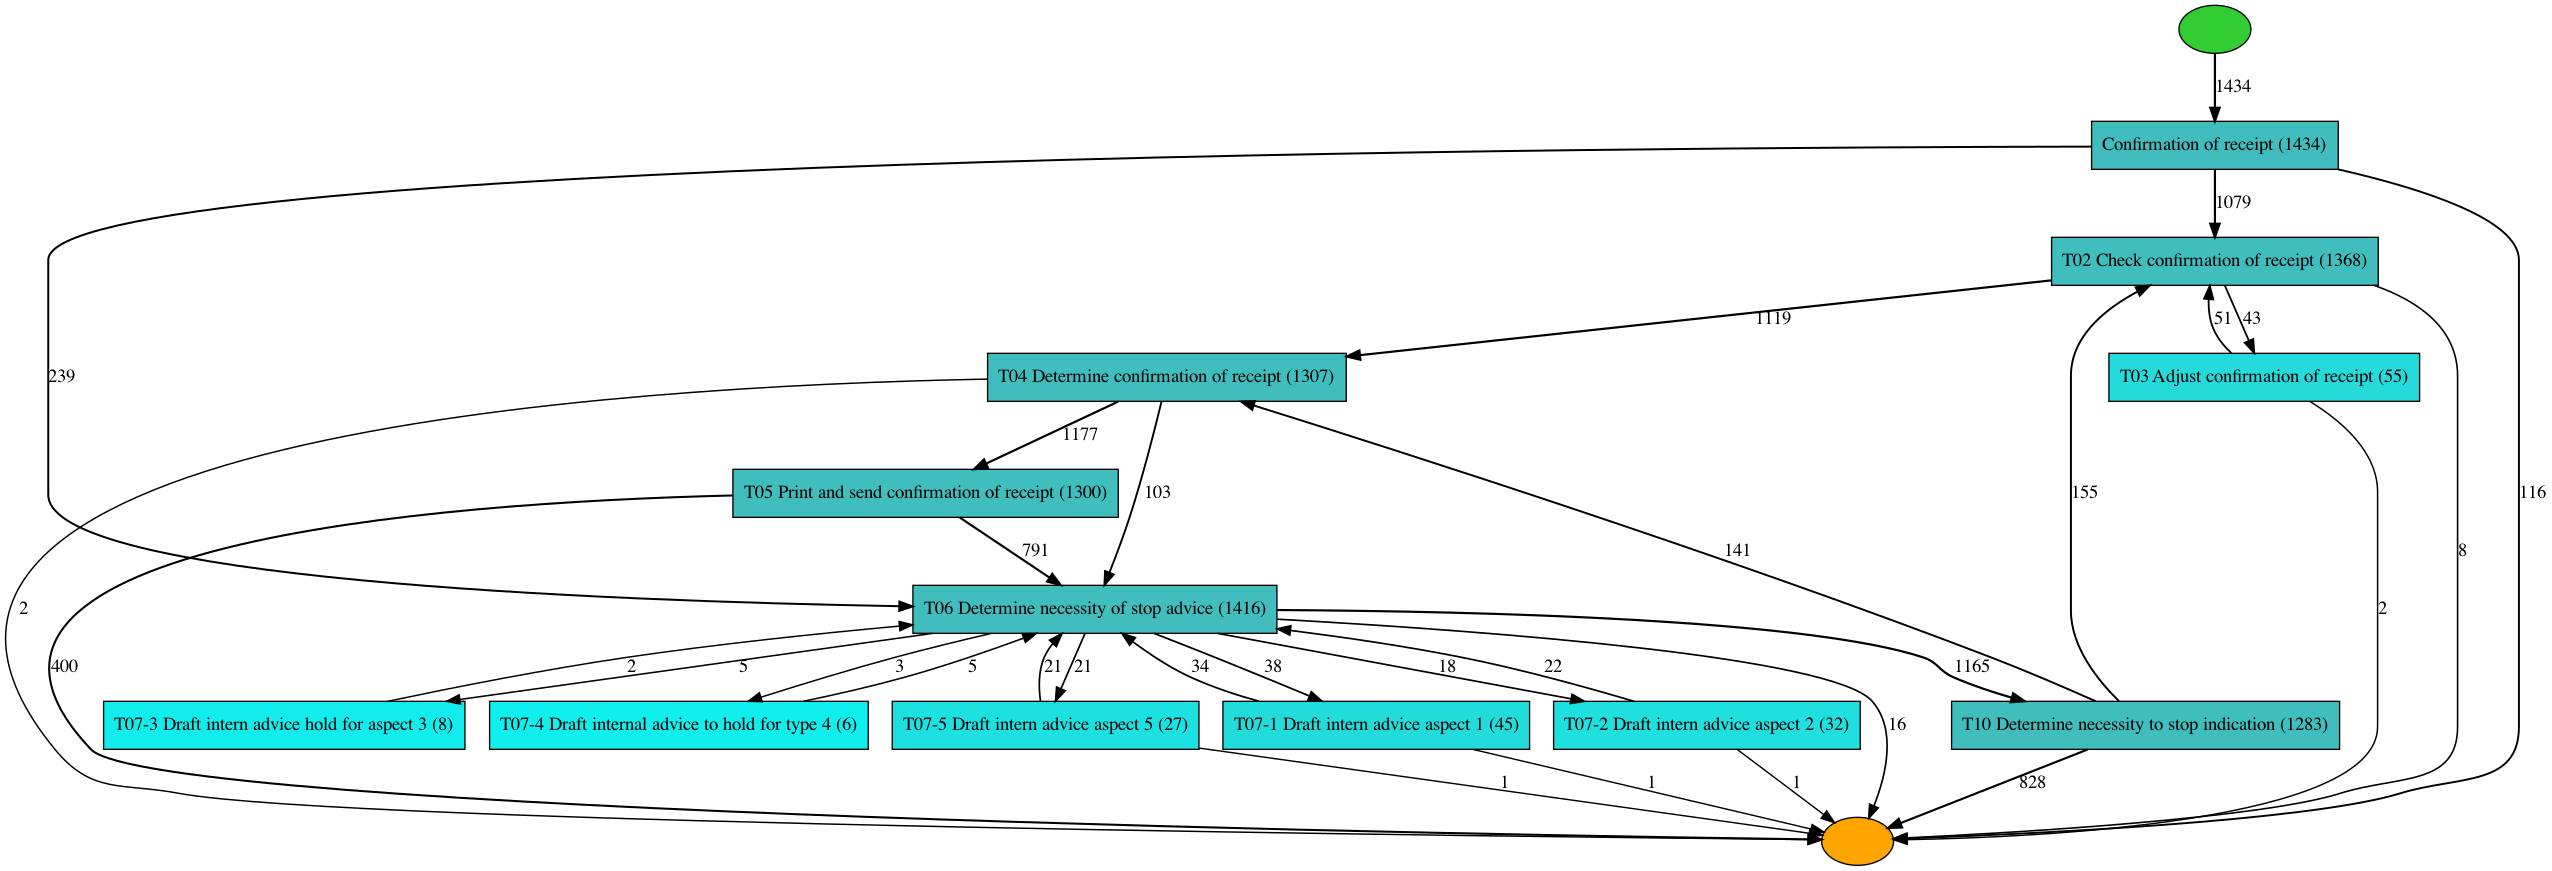 1434
Confirmation of receipt (1434)
1079
T02 Check confirmation of receipt (1368)
1119
51
43
239
T04 Determine confirmation of receipt (1307)
T03 Adjust confirmation of receipt (55)
1177
T05 Print and send confirmation of receipt (1300)
103
155
116
791
141
8
2
T06 Determine necessity of stop advice (1416)
2
400
2
5
3
5
21
21
34
38
18
22
1165
T07-3 Draft intern advice hold for aspect 3 (8)
T07-4 Draft internal advice to hold for type 4 (6)
T07-5 Draft intern advice aspect 5 (27)
T07-1 Draft intern advice aspect 1 (45)
T07-2 Draft intern advice aspect 2 (32)
16
T10 Determine necessity to stop indication (1283)
1
1
1
828